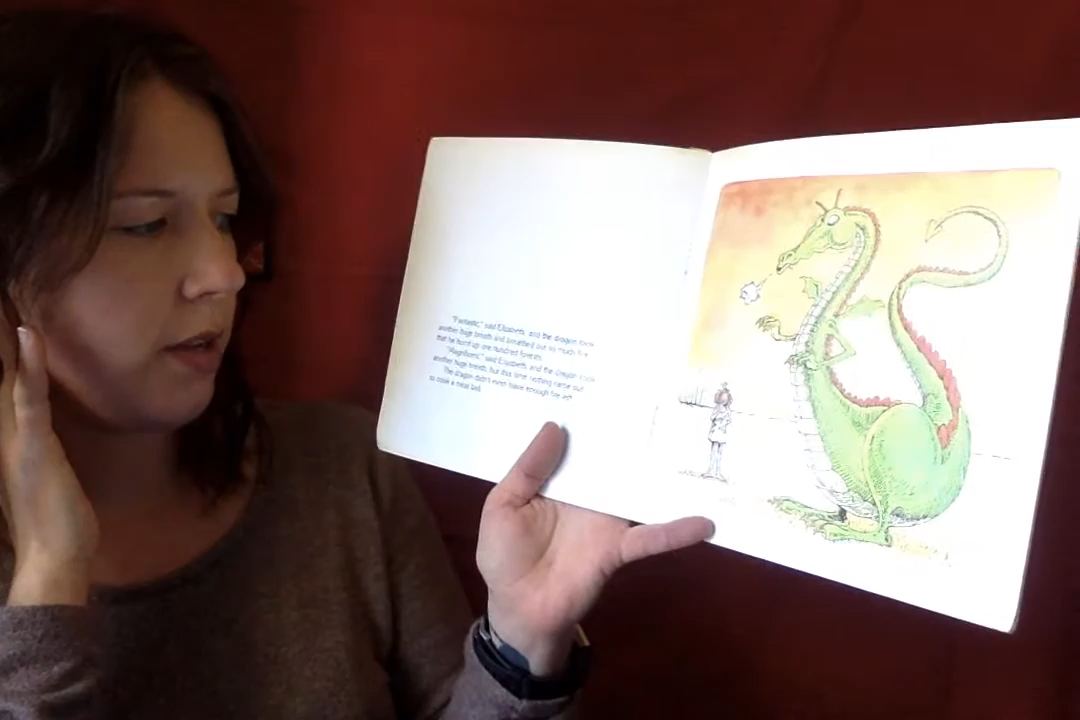 "Fantastic," said Elizabeth, and the dragon took
another huge breath and breathed out so much fire
that he burnt up one hundred forests.
"Magnificent," said Elizabeth, and the dragon took
another huge breath, but this time nothing came out.
The dragon didn't even have enough fire left
to cook a meat ball.